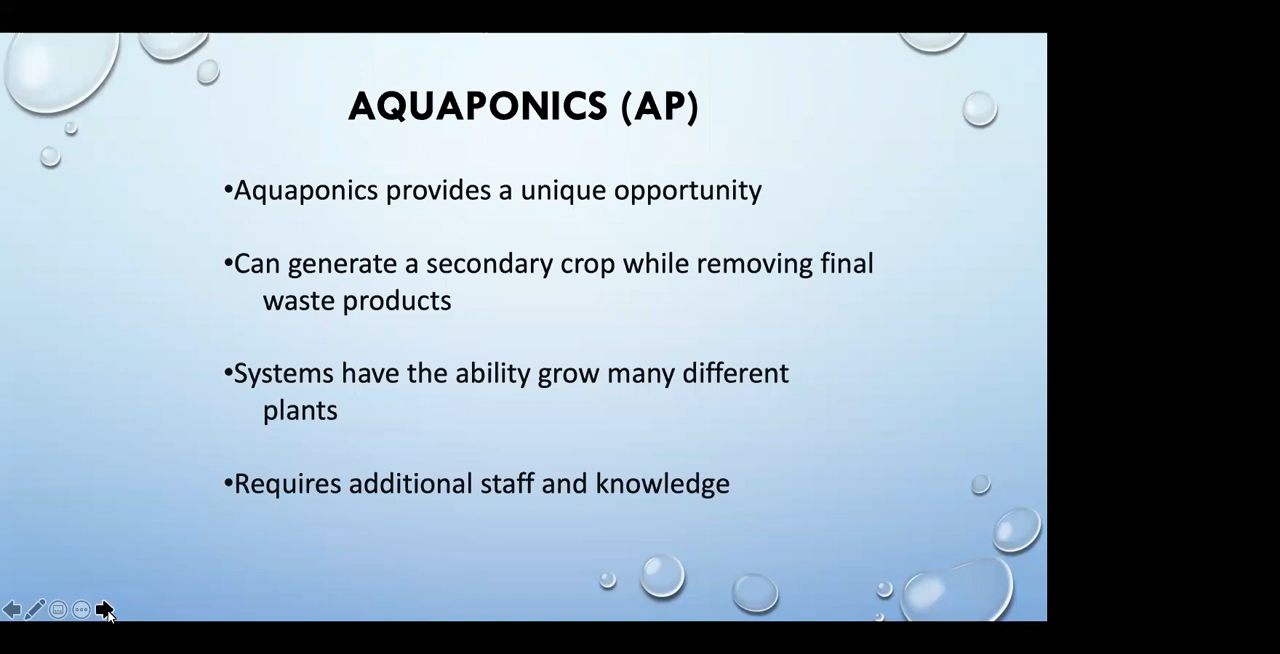 AQUAPONICS (AP)
•Aquaponics provides a unique opportunity
•Can generate a secondary crop while removing final
waste products
•Systems have the ability grow many different
plants
•Requires additional staff and knowledge